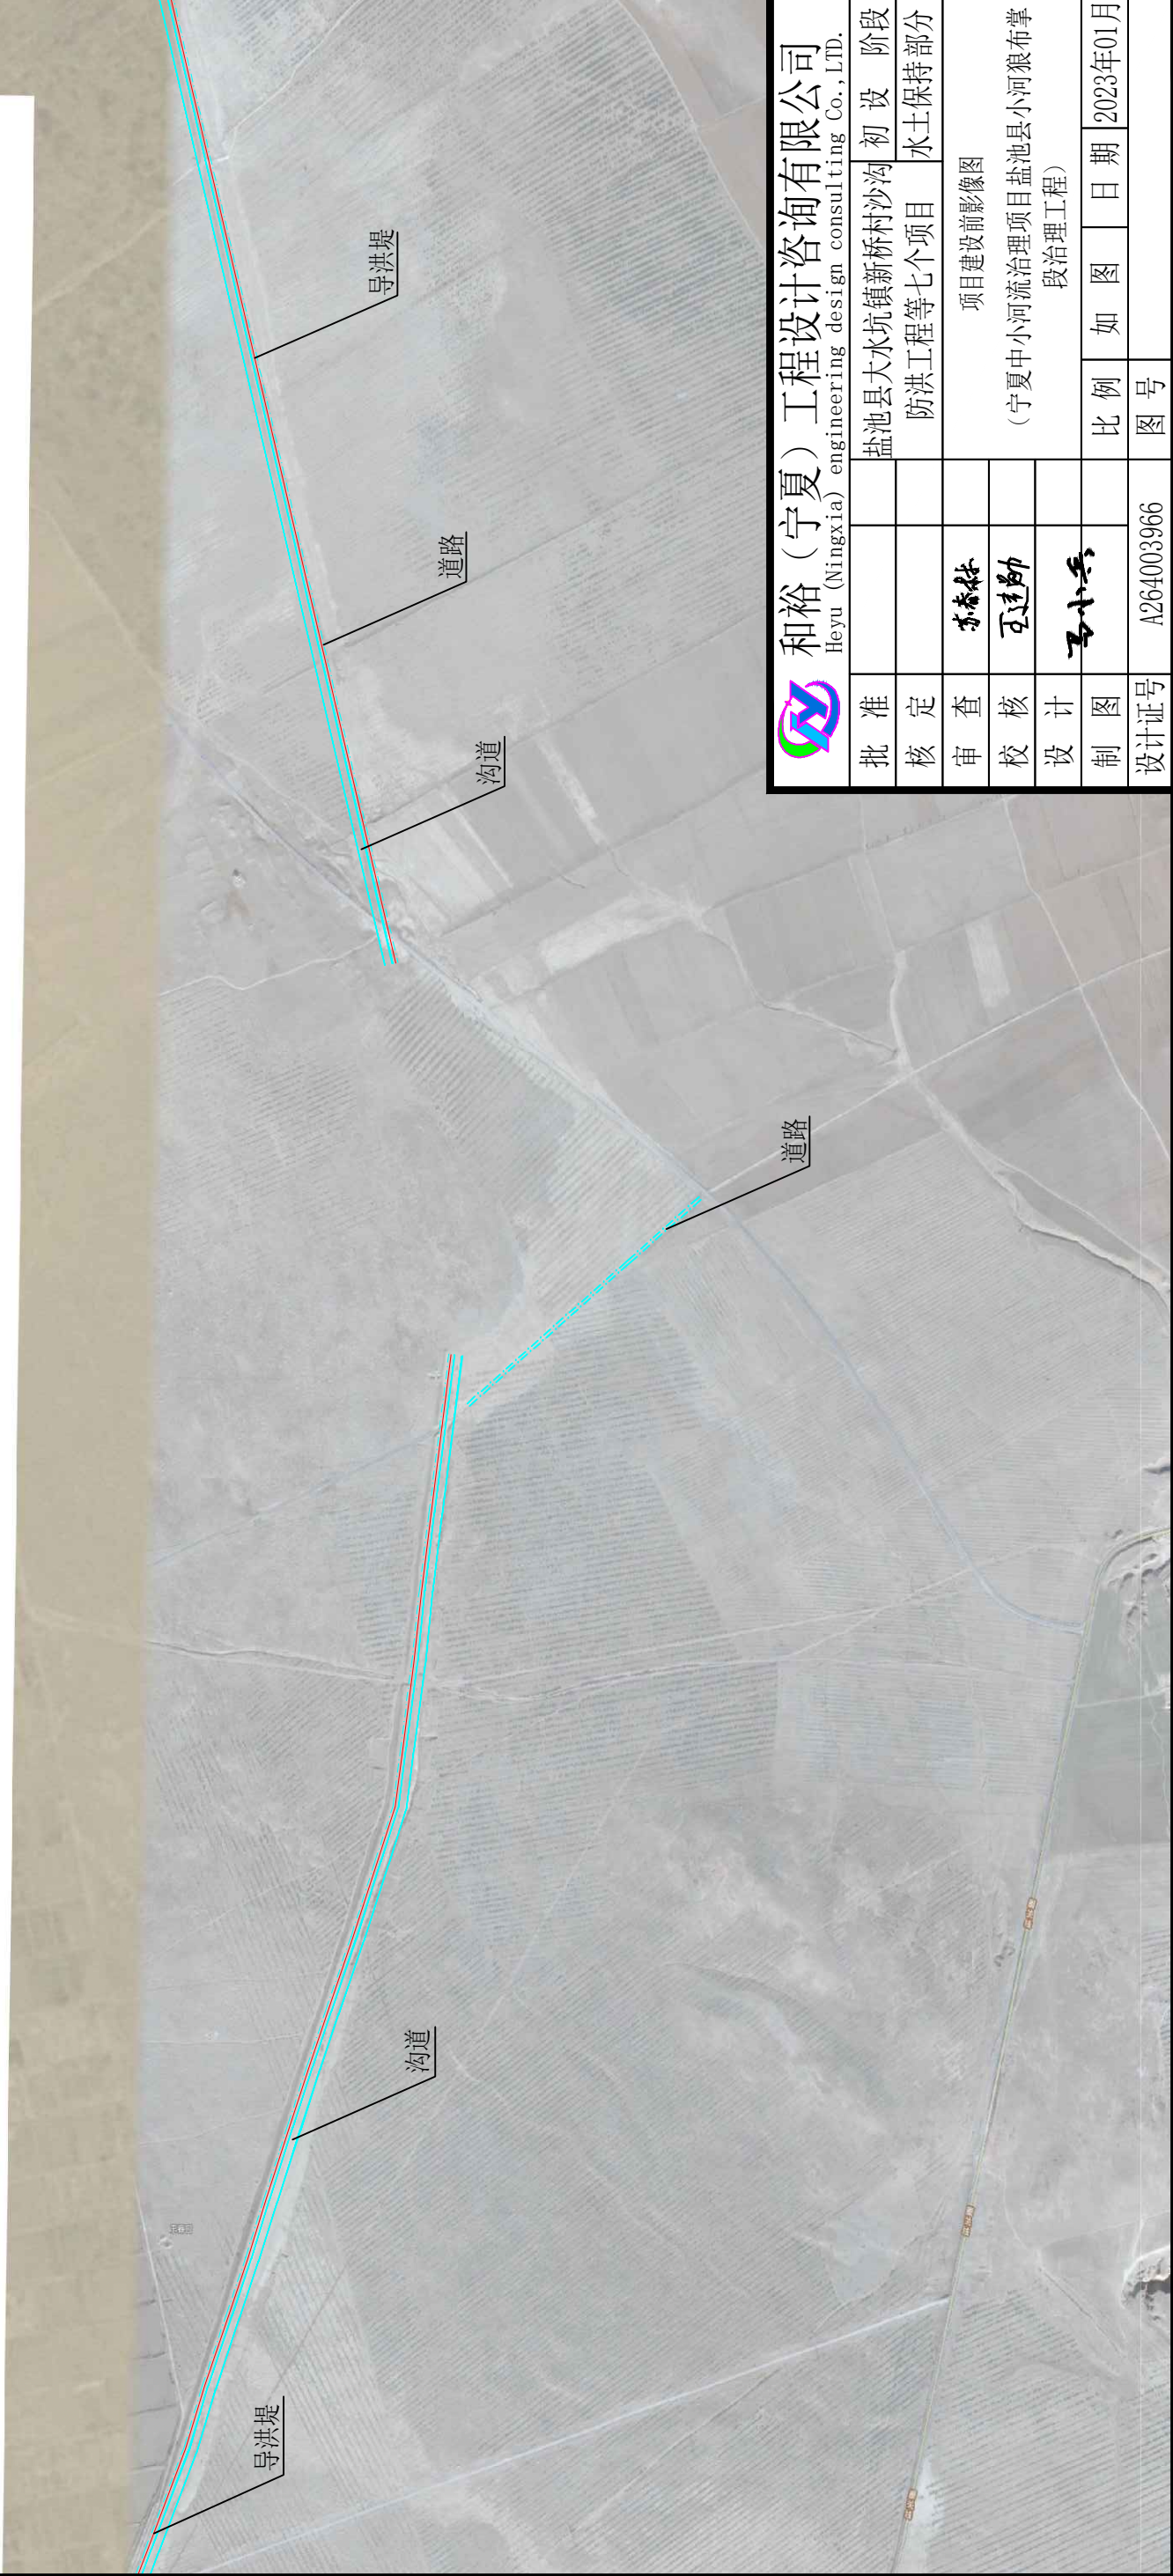 导洪堤
沟道
道路
沟道
道路
导洪堤
和裕（宁夏）工程设计咨询有限公司
Heyu (Ningxia) engineering design consulting Co.,LTD.
批 准
盐池县大水坑镇新桥村沙沟
防洪工程等七个项目
初 设 阶段
水土保持部分
核 定
审 查
项目建设前影像图
（宁夏中小河流治理项目盐池县小河狼布掌
段治理工程）
校 核
设 计
制 图
比 例 如 图 日 期 2023年01月
设计证号 A264003966 图 号